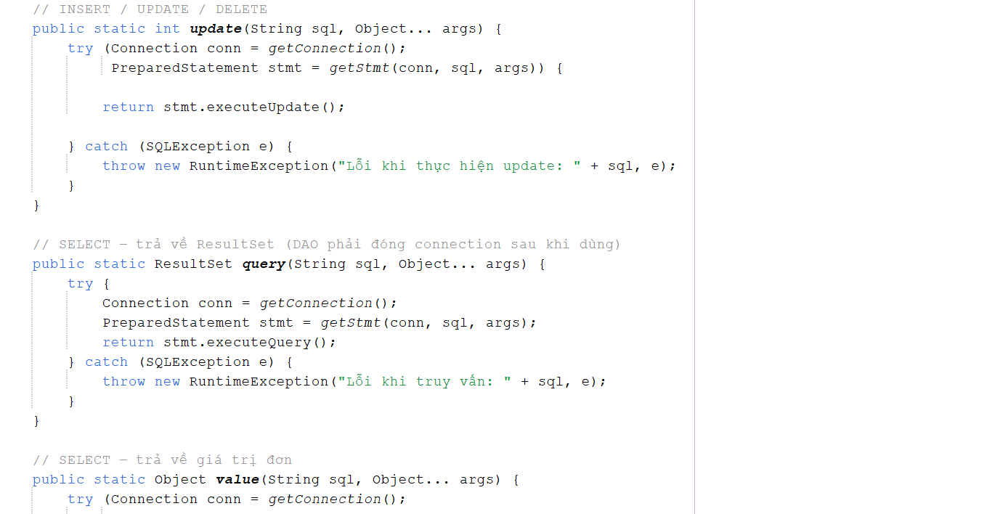 // INSERT / UPDATE / DELETE
public static int update(String sql, Object... args) {
try (Connection conn = getConnection();
PreparedStatement stmt = getStmt(conn, sql, args)) {
return stmt.executeUpdate();
} catch (SQLException e) {
throw new RuntimeException("Lỗi khi thực hiện update: " + sql, e);
}
}
// SELECT – trả về ResultSet (DAO phải đóng connection sau khi dùng)
public static ResultSet query(String sql, Object... args) {
try {
Connection conn = getConnection();
PreparedStatement stmt = getStmt(conn, sql, args);
return stmt.executeQuery();
} catch (SQLException e) {
throw new RuntimeException("Lỗi khi truy vấn: " + sql, e);
}
}
// SELECT – trả về giá trị đơn
public static Object value(String sql, Object... args) {
try (Connection conn = getConnection();